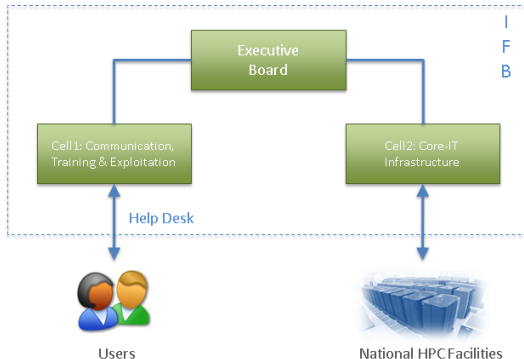 I
F
B
Executive
Board
Cell1: Communication,
Training & Exploitation
Cell2: Core-IT
Infrastructure
Help Desk
Users
National HPC Facilities